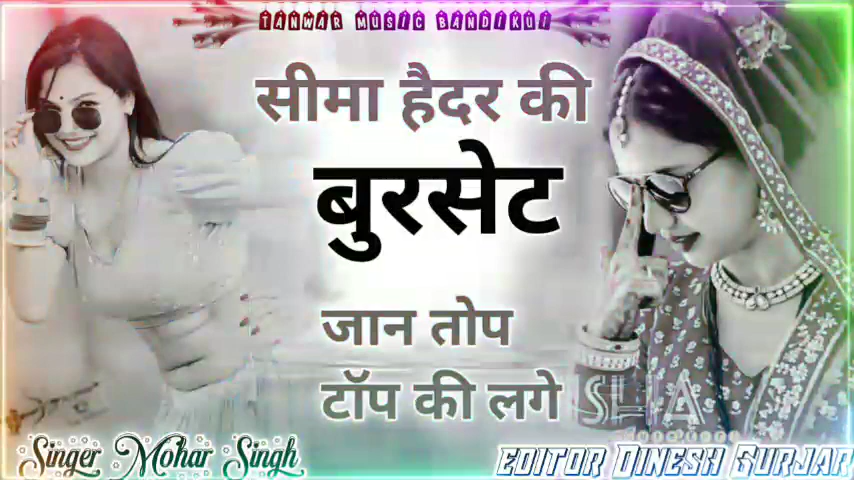 TANWAR MUSIC BANDIKUI
सीमा हैदर की
बुरसेट
जान तोप
टॉप की लगे
Singer Mohar Singh
EDITOR DINESH GURJAR